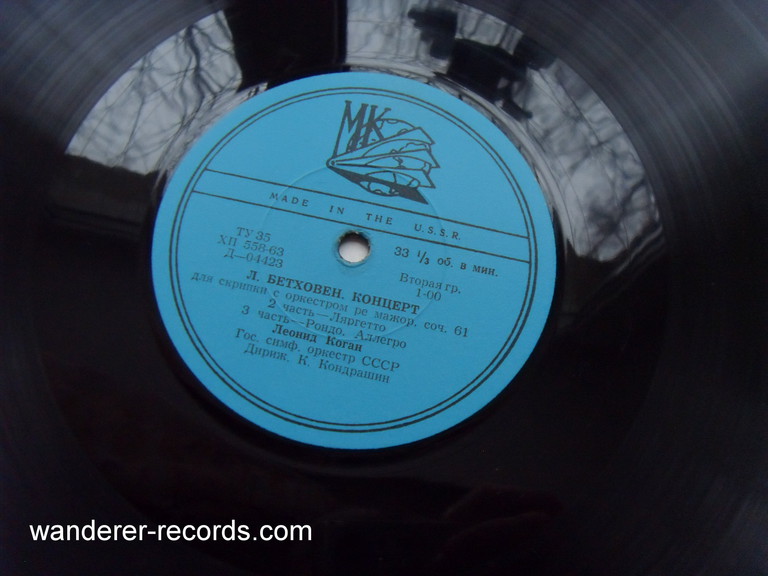 МК
MADE IN THE U.S.S.R.
ТУ 35
ХП 558-63
Д—04423
33 1/3 об. в мин.
Вторая гр.
1-00
Л. БЕТХОВЕН. КОНЦЕРТ
для скрипки с оркестром ре мажор, соч. 61
2 часть—Ляргетто
3 часть—Рондо. Аллегро
Леонид Коган
Гос. симф. оркестр СССР
Дириж. К. Кондрашин
wanderer-records.com